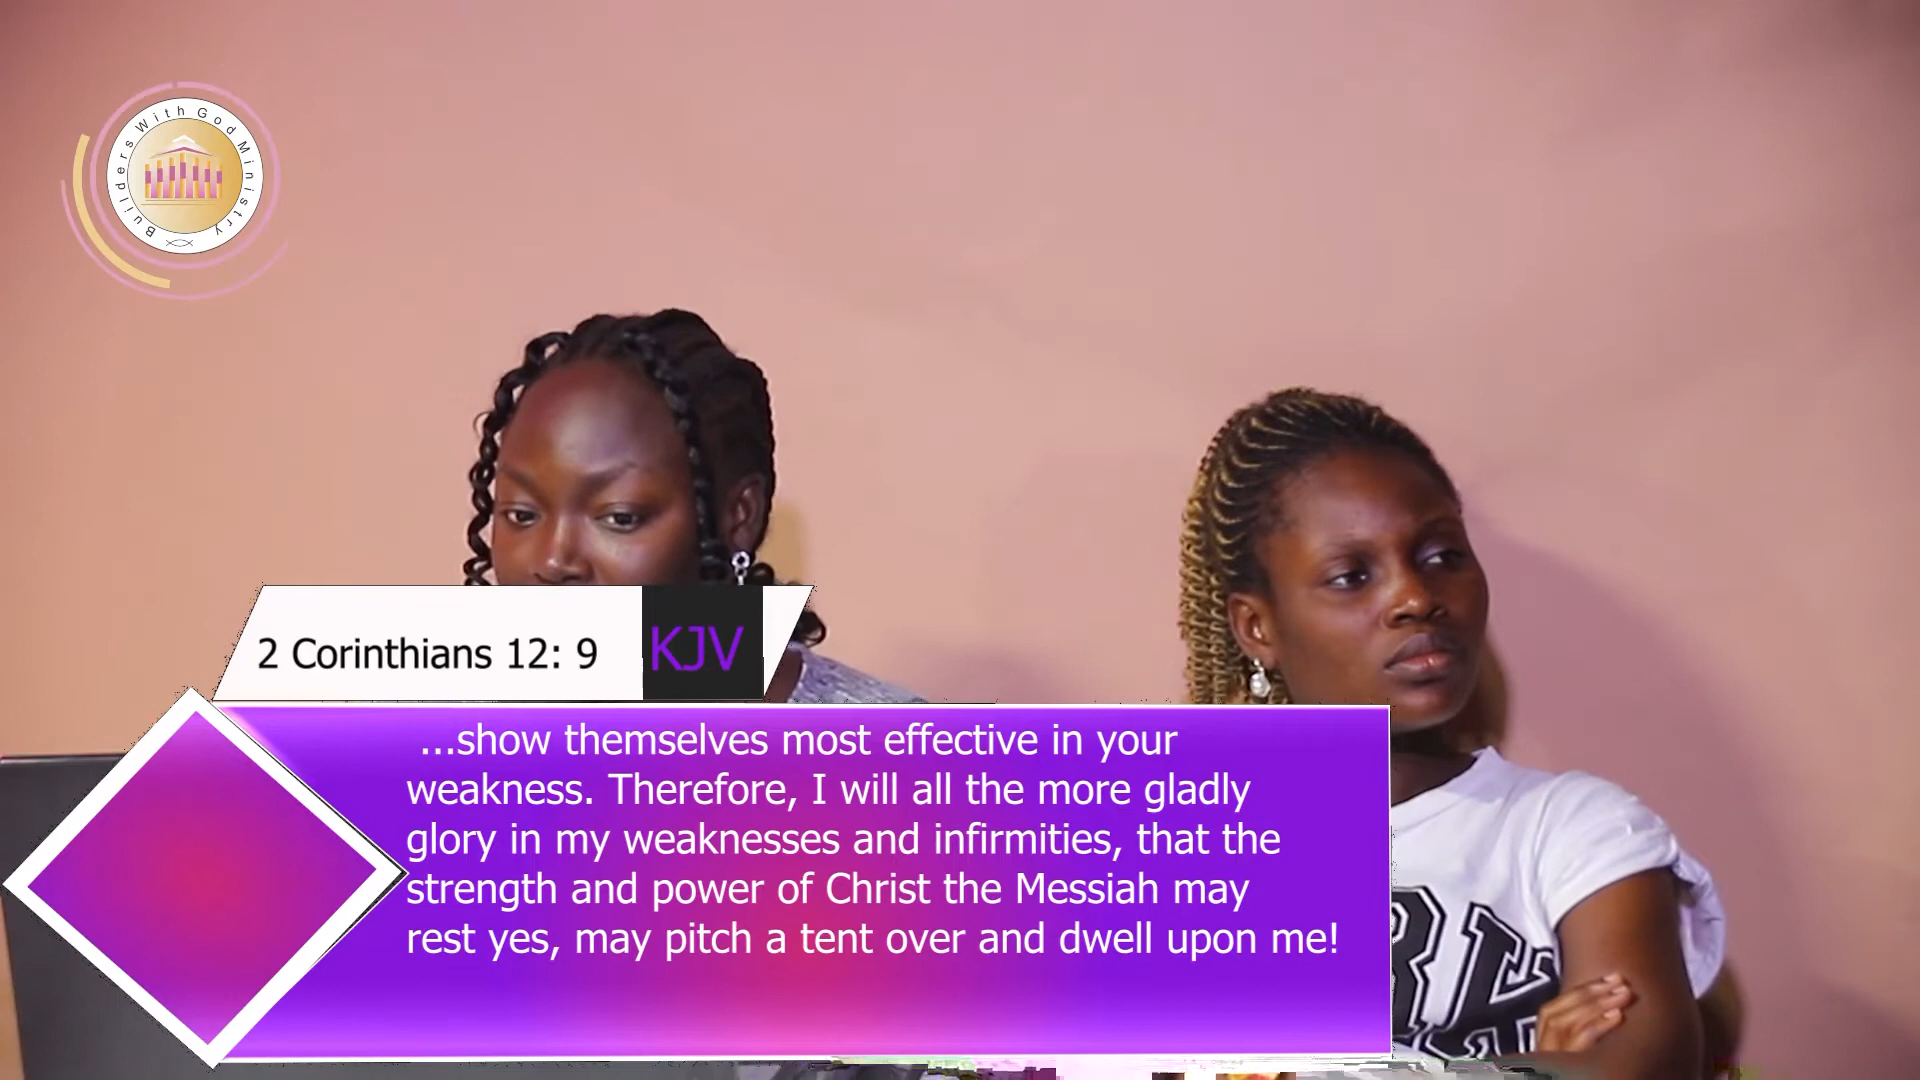 Builders With God Ministry
2 Corinthians 12: 9 KJV
...show themselves most effective in your
weakness. Therefore, I will all the more gladly
glory in my weaknesses and infirmities, that the
strength and power of Christ the Messiah may
rest yes, may pitch a tent over and dwell upon me!